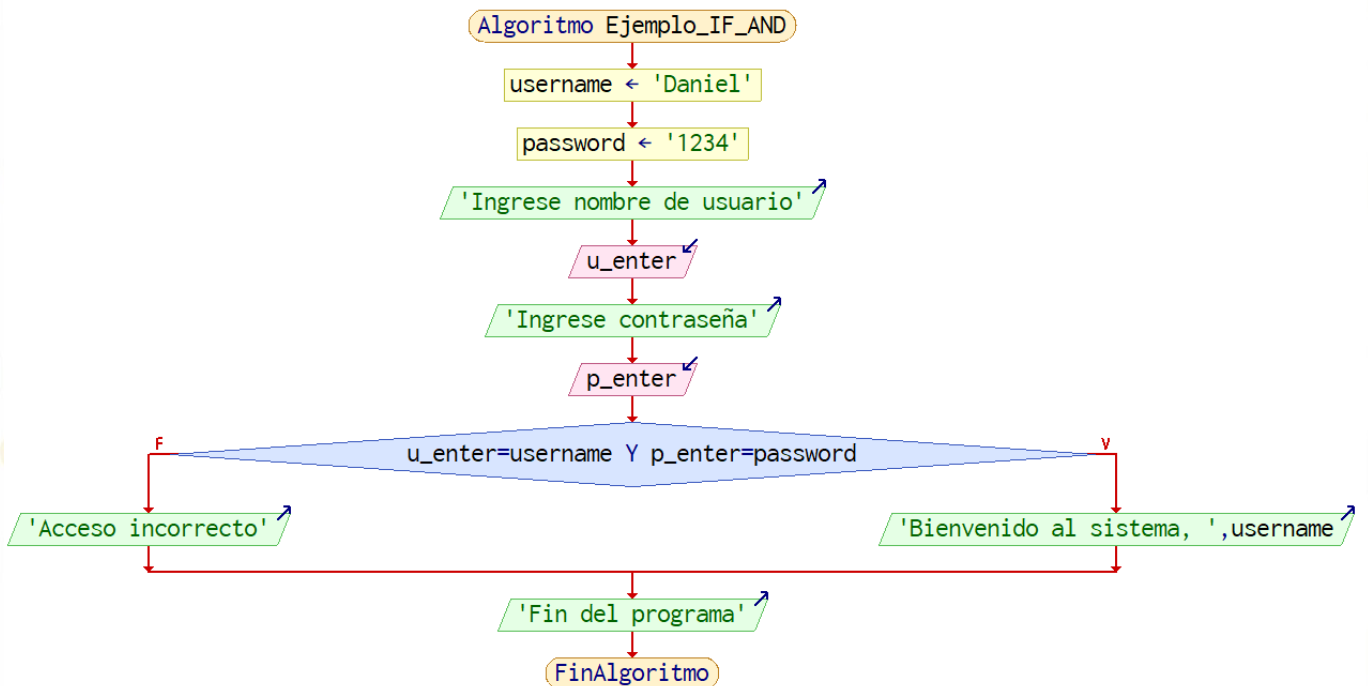 Algoritmo Ejemplo_IF_AND
username ← 'Daniel'
password ← '1234'
'Ingrese nombre de usuario'
u_enter
'Ingrese contraseña'
p_enter
F
V
u_enter=username Y p_enter=password
'Acceso incorrecto'
'Bienvenido al sistema, ',username
'Fin del programa'
FinAlgoritmo